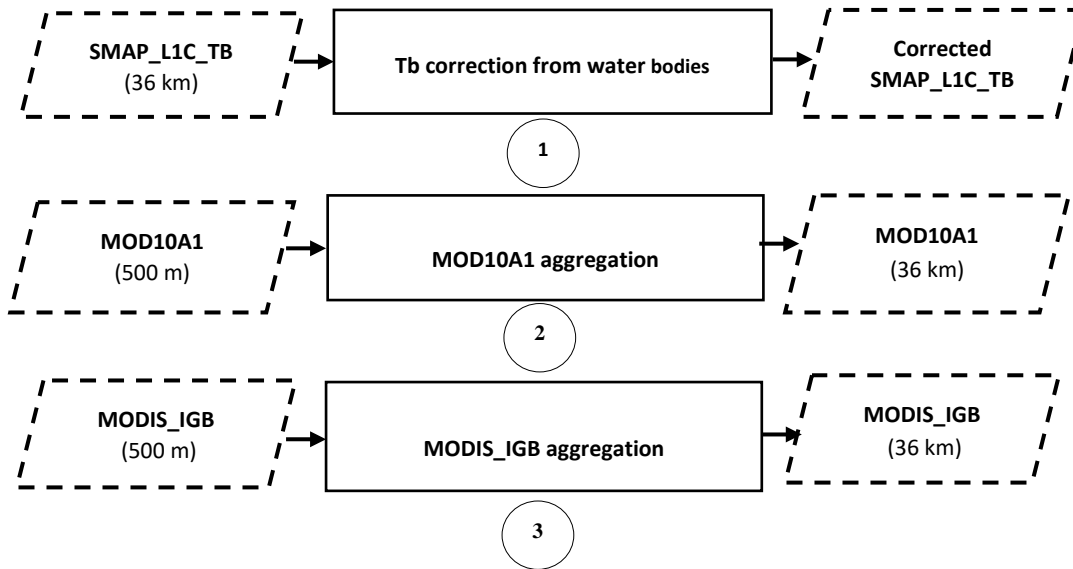 SMAP_L1C_TB
(36 km)
Tb correction from water bodies
Corrected
SMAP_L1C_TB
1
MOD10A1
(500 m)
MOD10A1 aggregation
MOD10A1
(36 km)
2
MODIS_IGB
(500 m)
MODIS_IGB aggregation
MODIS_IGB
(36 km)
3